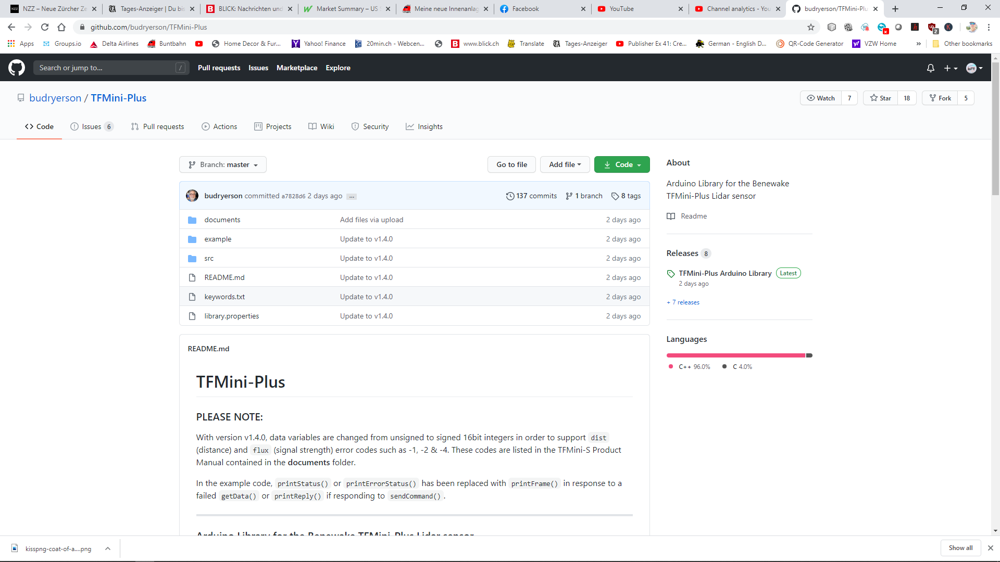 NZZ – Neue Zürcher Ze
Tages-Anzeiger | Du bis
BLICK: Nachrichten und
Market Summary – US S
Meine neue Innenanlag
Facebook
YouTube
Channel analytics - You
budryerson/TFMini-Plu
github.com/budryerson/TFMini-Plus
2
Apps
Groups.io
Delta Airlines
Buntbahn
Home Decor & Fur...
Yahoo! Finance
20min.ch - Webcen...
www.blick.ch
Translate
Tages-Anzeiger
Publisher Ex 41: Cre...
German - English D...
QR-Code Generator
VZW Home
»
Other bookmarks
Search or jump to...
/
Pull requests
Issues
Marketplace
Explore
IoTT
budryerson / TFMini-Plus
Watch 7
Star 18
Fork 5
Code
Issues 6
Pull requests
Actions
Projects
Wiki
Security
Insights
Branch: master
Go to file
Add file
Code
budryerson committed a7828d6 2 days ago ...
137 commits
1 branch
8 tags
documents Add files via upload 2 days ago
example Update to v1.4.0 2 days ago
src Update to v1.4.0 2 days ago
README.md Update to v1.4.0 2 days ago
keywords.txt Update to v1.4.0 2 days ago
library.properties Update to v1.4.0 2 days ago
README.md
TFMini-Plus
PLEASE NOTE:
With version v1.4.0, data variables are changed from unsigned to signed 16bit integers in order to support dist
(distance) and flux (signal strength) error codes such as -1, -2 & -4. These codes are listed in the TFMini-S Product
Manual contained in the documents folder.
In the example code, printStatus() or printErrorStatus() has been replaced with printFrame() in response to a
failed getData() or printReply() if responding to sendCommand() .
Arduino Library for the Benewake TFMini-Plus Lidar sensor
About
Arduino Library for the Benewake
TFMini-Plus Lidar sensor
Readme
Releases 8
TFMini-Plus Arduino Library Latest
2 days ago
+ 7 releases
Languages
C++ 96.0%
C 4.0%
kisspng-coat-of-a....png
Show all